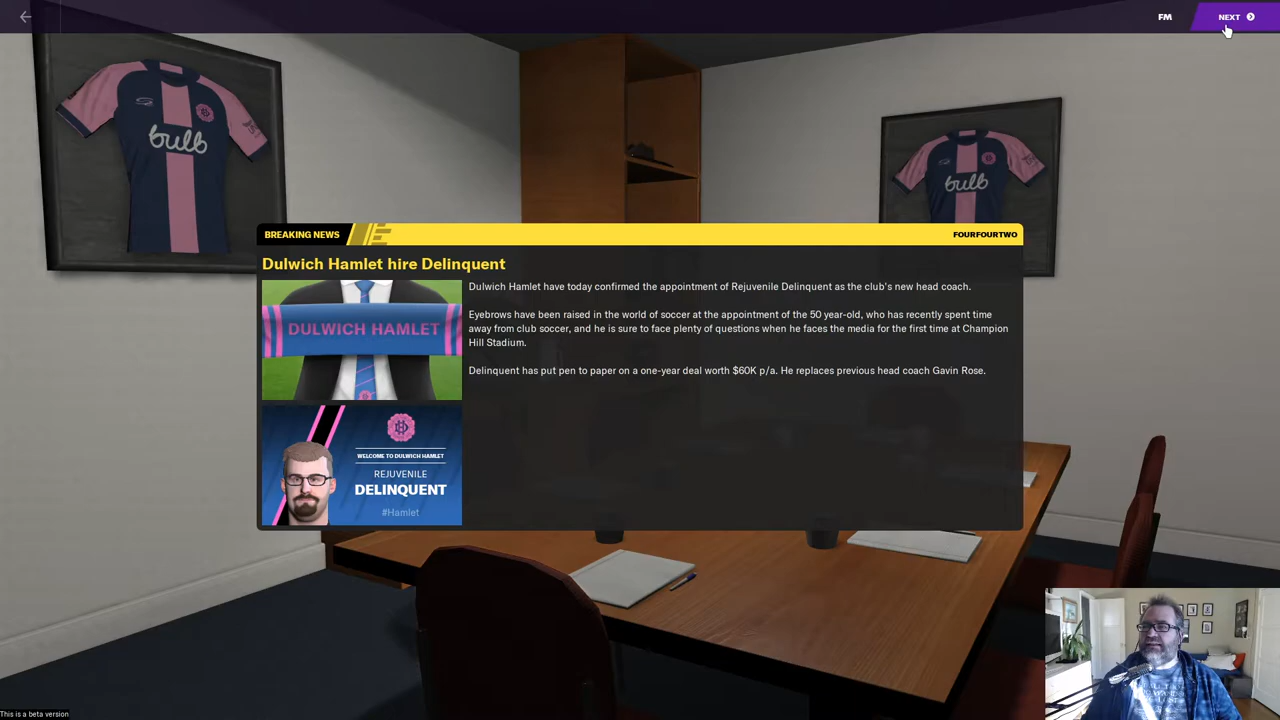 FM
NEXT
bulb
bulb
BREAKING NEWS
FOURFOURTWO
Dulwich Hamlet hire Delinquent
Dulwich Hamlet have today confirmed the appointment of Rejuvenile Delinquent as the club's new head coach.
Eyebrows have been raised in the world of soccer at the appointment of the 50 year-old, who has recently spent time
away from club soccer, and he is sure to face plenty of questions when he faces the media for the first time at Champion
Hill Stadium.
Delinquent has put pen to paper on a one-year deal worth $60K p/a. He replaces previous head coach Gavin Rose.
DULWICH HAMLET
WELCOME TO DULWICH HAMLET
REJUVENILE
DELINQUENT
#Hamlet
This is a beta version